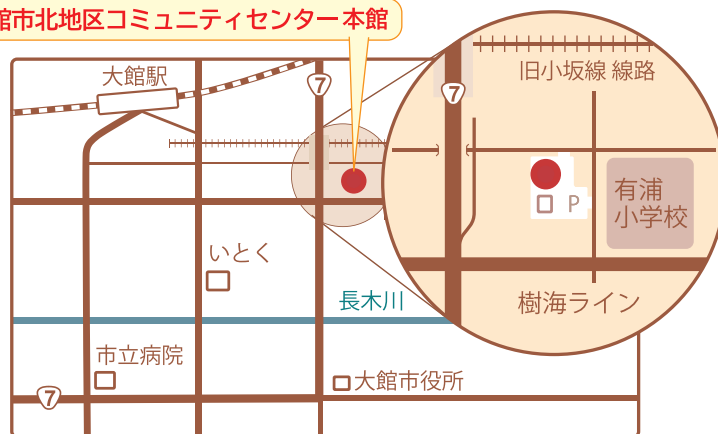 館市北地区コミュニティセンター本館
大館駅
7
7
旧小坂線 線路
P
有浦
小学校
いとく
長木川
樹海ライン
市立病院
大館市役所
7